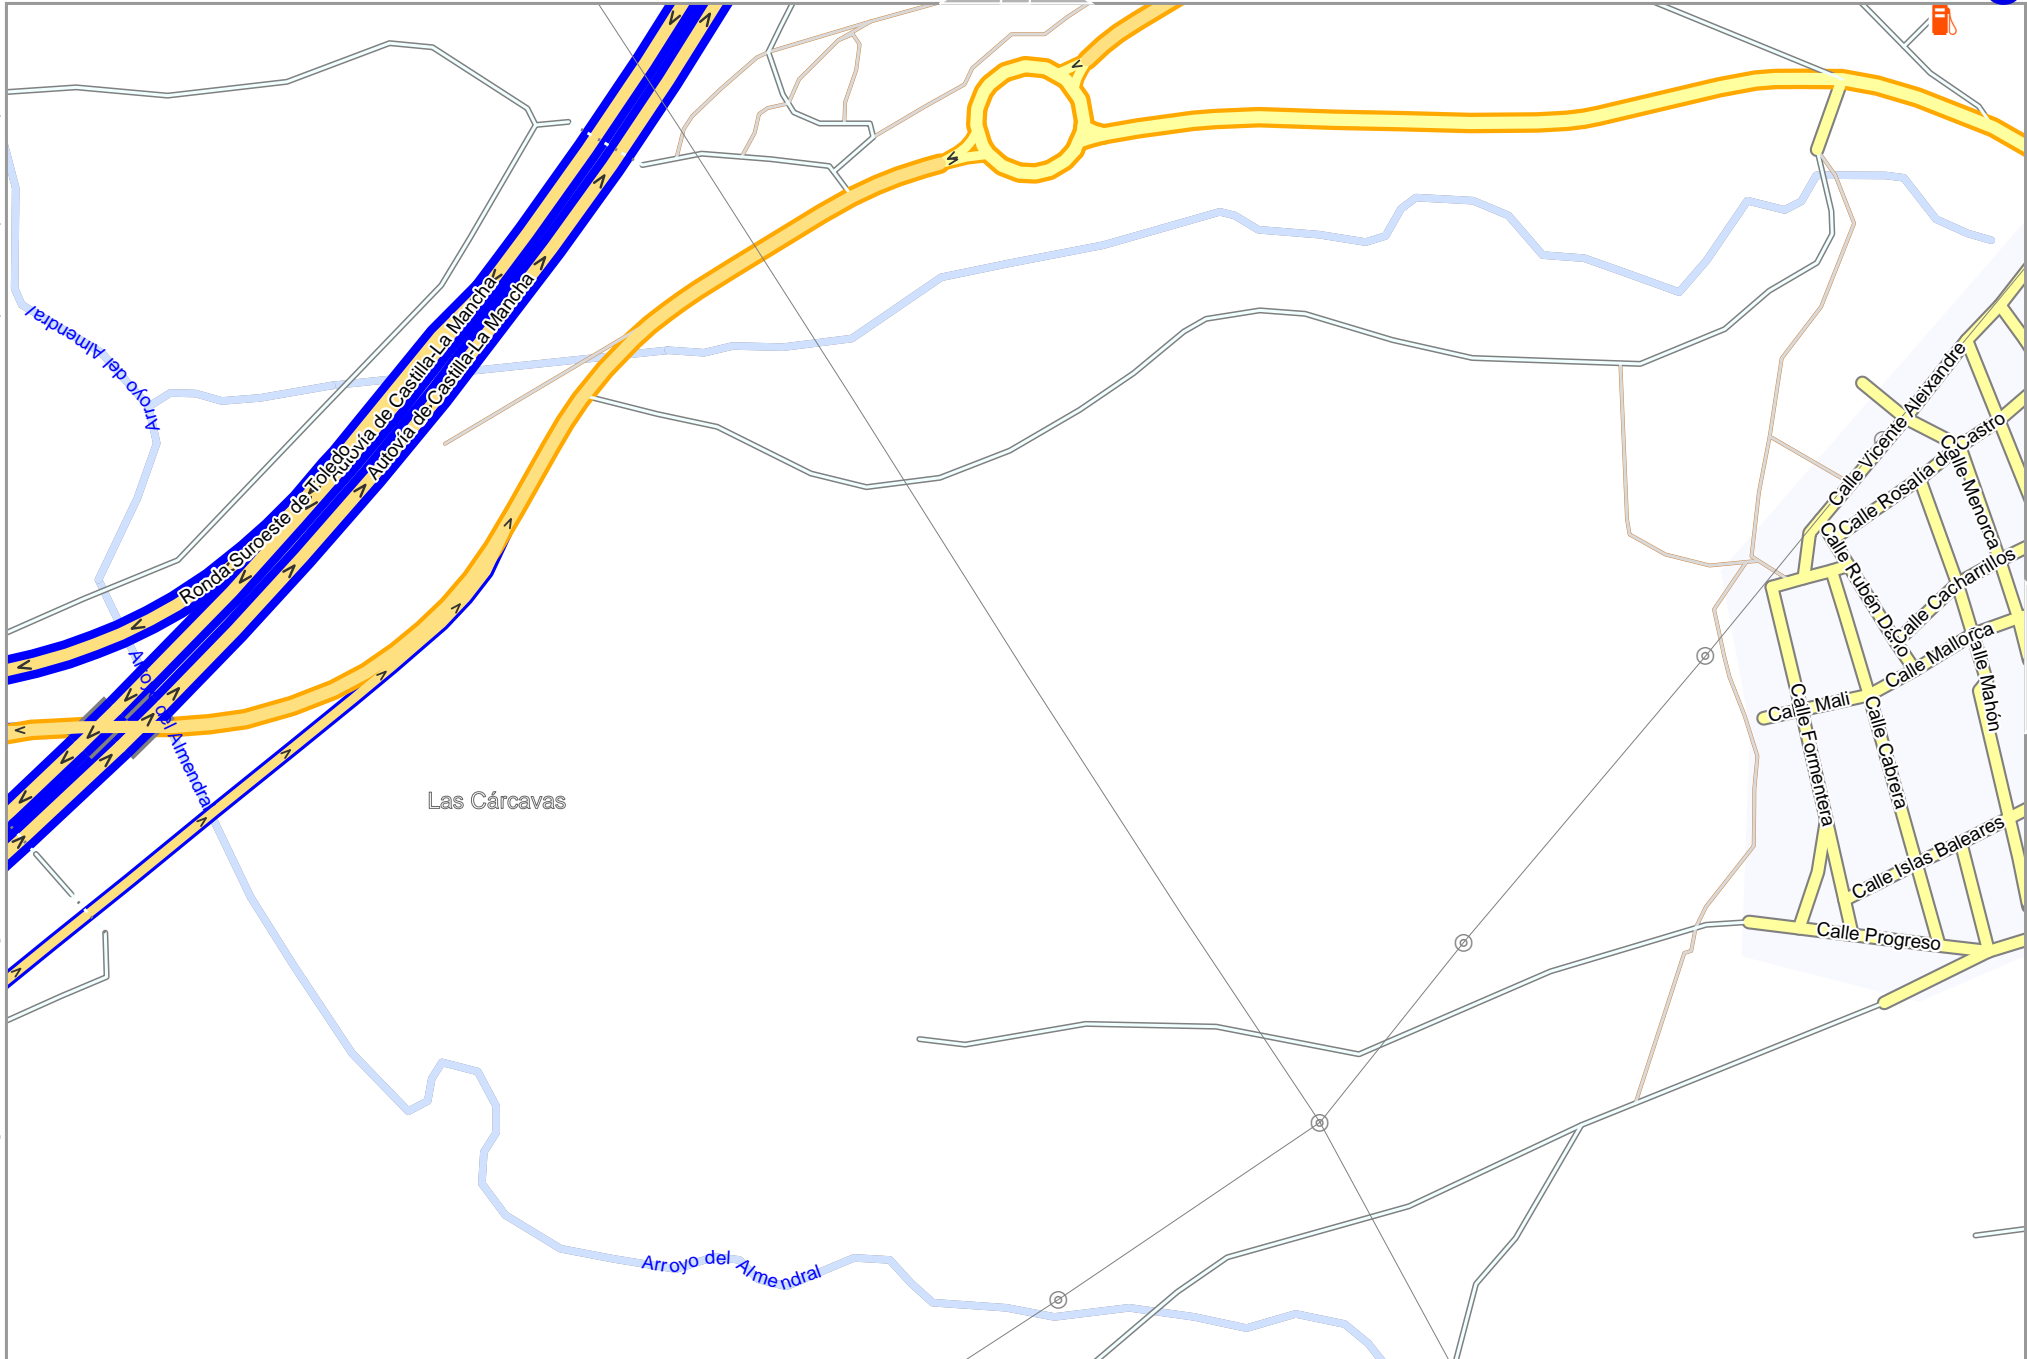 Arroyo del Almendral
Autovía de Castilla-La Mancha
Autovía de Castilla-La Mancha
Ronda Suroeste de Toledo
Arroyo del Almendral
Las Cárcavas
Arroyo del Almendral
Calle Vicente Aleixandre
Calle Rosalía de Castro
Calle Menorca
Calle Rubén Darío
Calle Cacharrillos
Calle Mallorca
Calle Mahón
Calle Mali
Calle Formentera
Calle Cabrera
Calle Islas Baleares
Calle Progreso